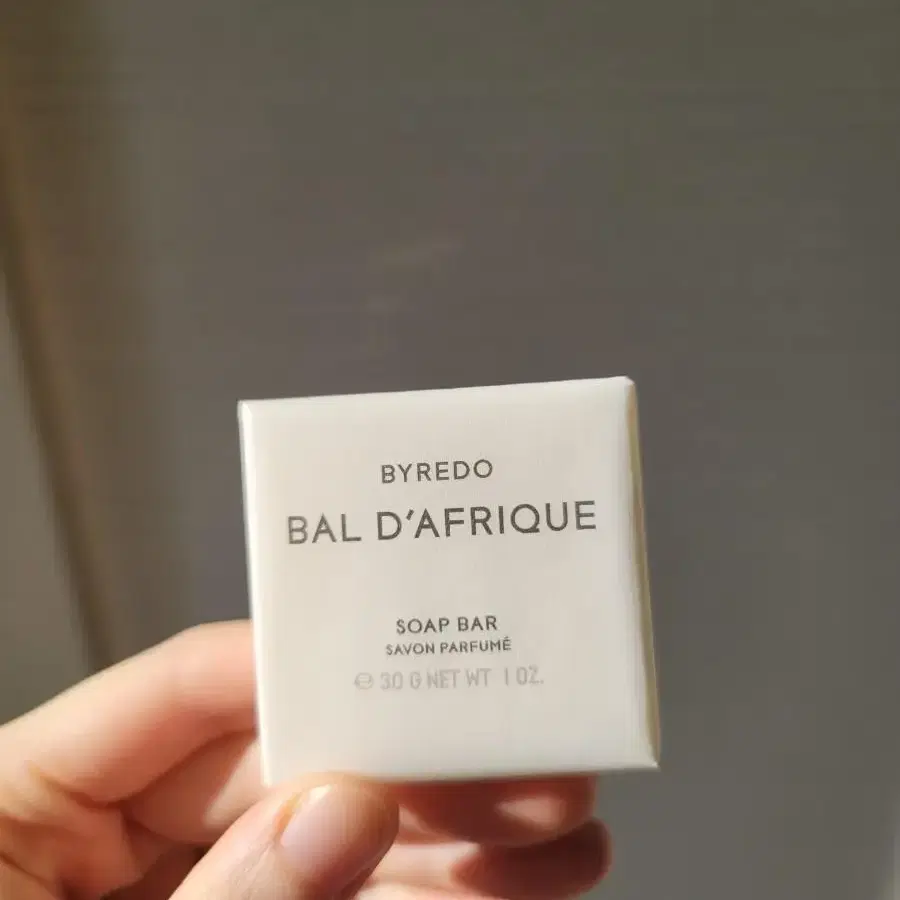 BYREDO
BAL D'AFRIQUE
SOAP BAR
SAVON PARFUMÉ
℮ 30 G NET WT 1 OZ.